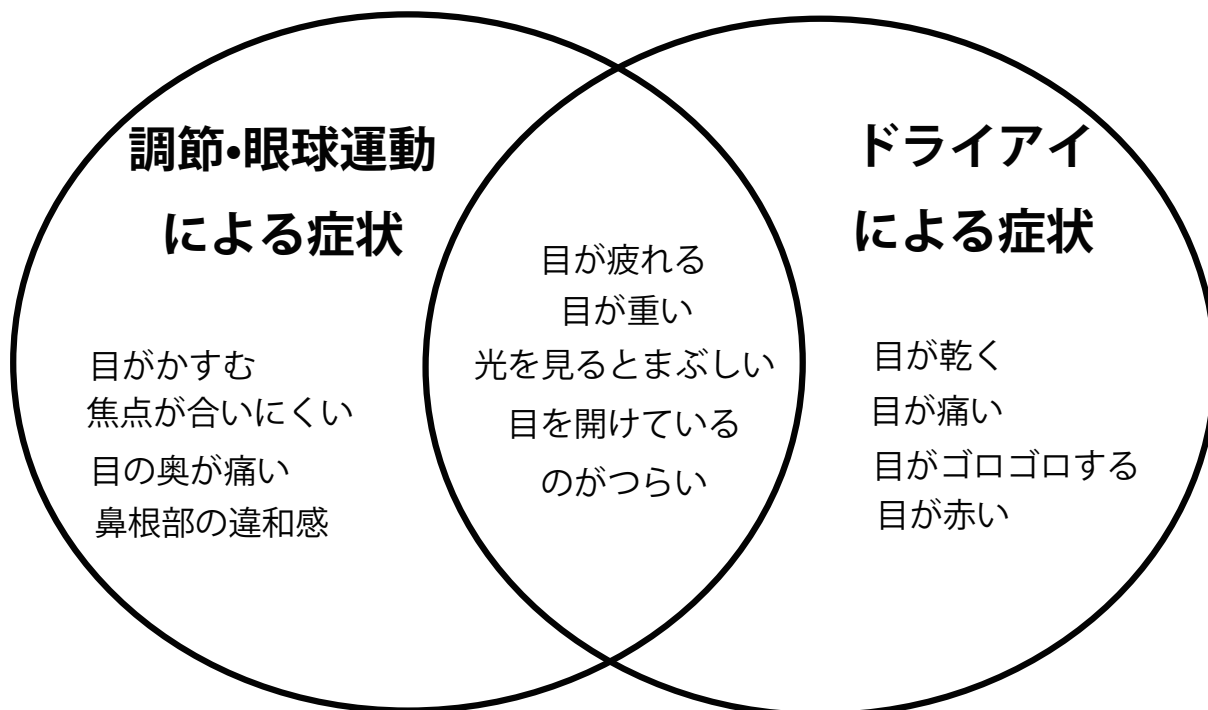 調節・眼球運動
による症状
目がかすむ
焦点が合いにくい
目の奥が痛い
鼻根部の違和感
目が疲れる
目が重い
光を見るとまぶしい
目を開けている
のがつらい
ドライアイ
による症状
目が乾く
目が痛い
目がゴロゴロする
目が赤い